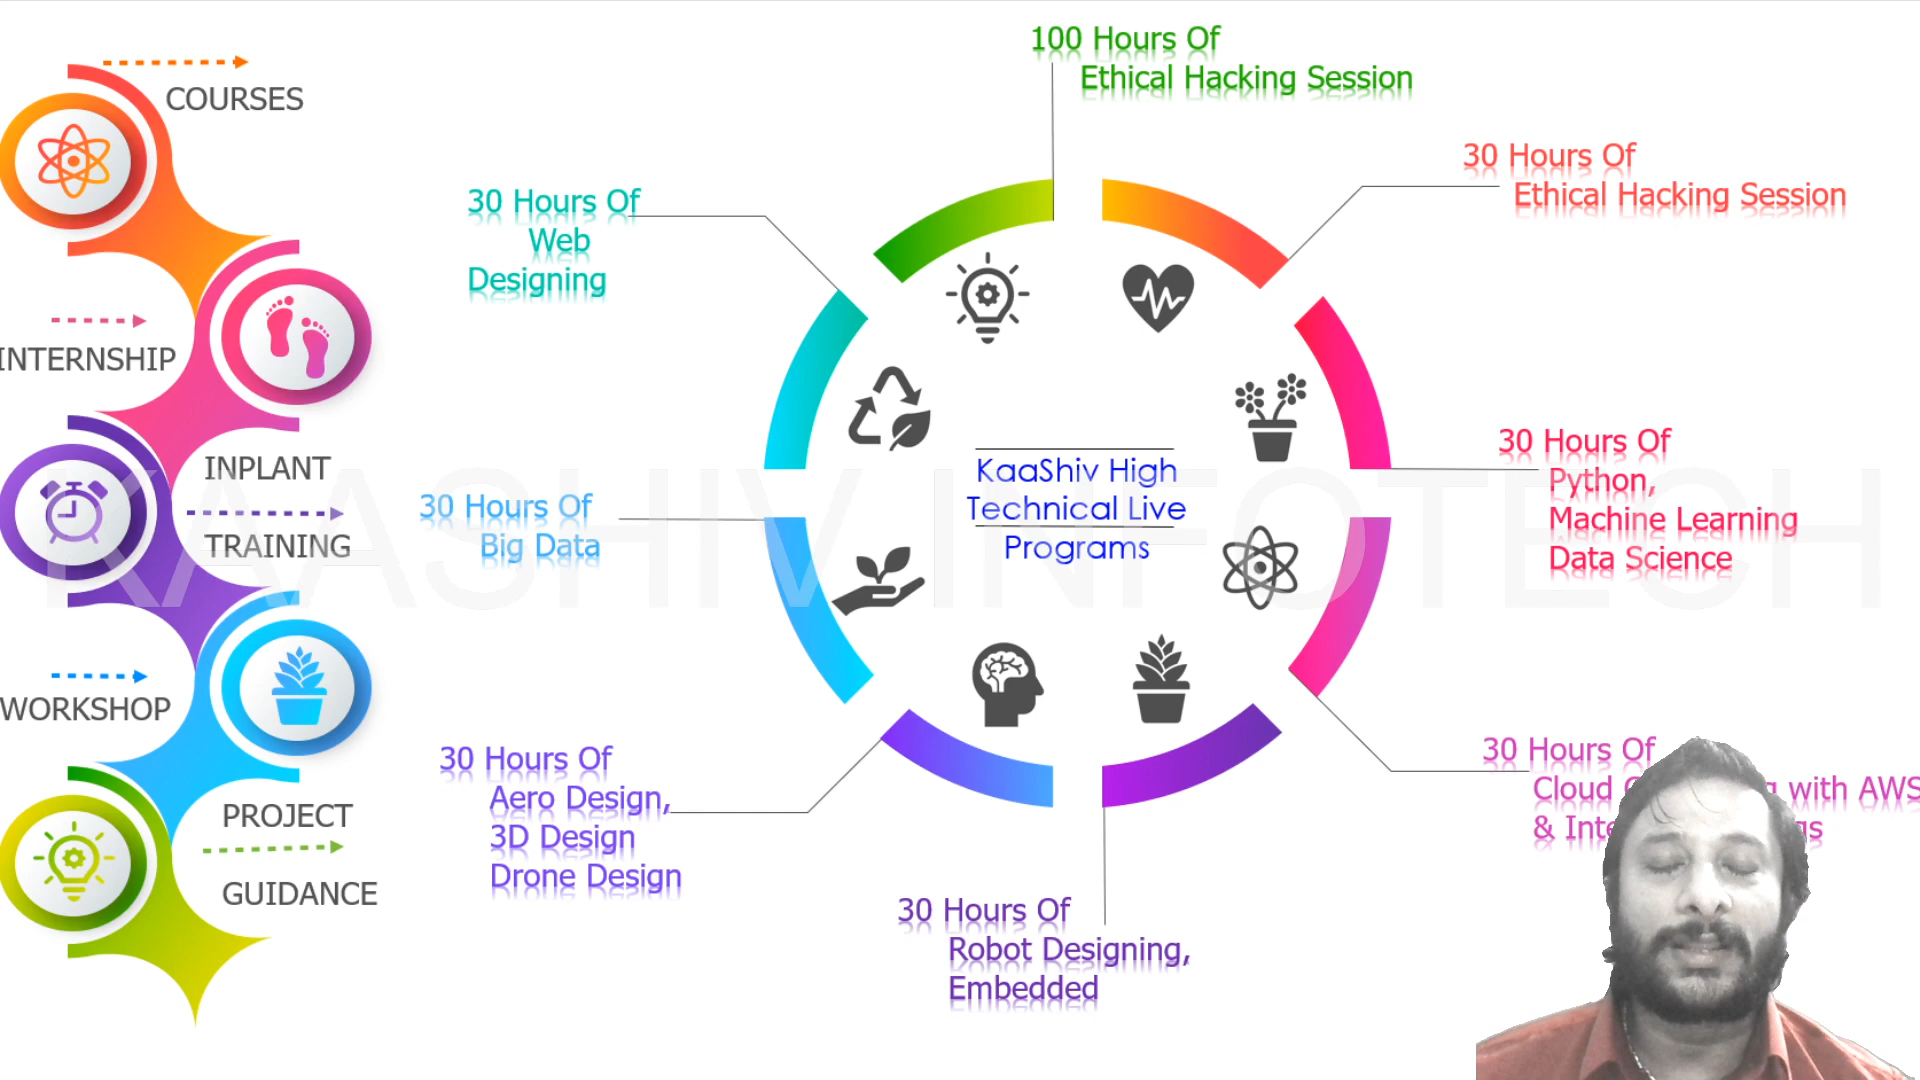 COURSES
INTERNSHIP
INPLANT
TRAINING
WORKSHOP
PROJECT
GUIDANCE
100 Hours Of
Ethical Hacking Session
30 Hours Of
Ethical Hacking Session
30 Hours Of
Web
Designing
30 Hours Of
Python,
Machine Learning
Data Science
30 Hours Of
Big Data
KaaShiv High
Technical Live
Programs
KAASHIV INFOTECH
30 Hours Of
Cloud with AWS
&
30 Hours Of
Aero Design,
3D Design
Drone Design
30 Hours Of
Robot Designing,
Embedded